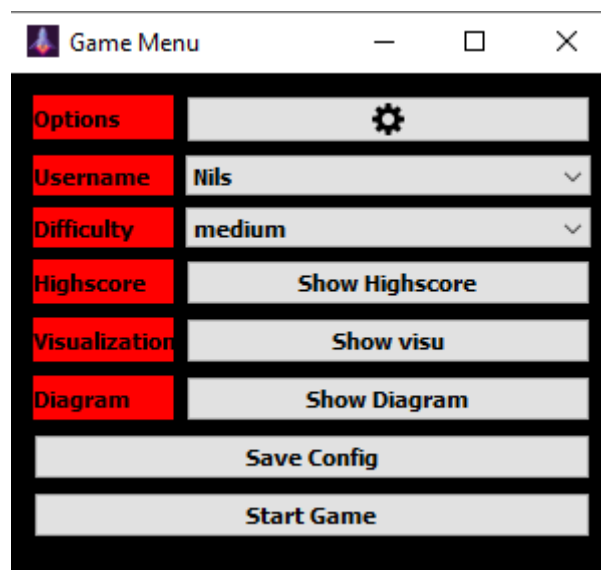 Game Menu
Options
Username Nils
Difficulty medium
Highscore Show Highscore
Visualization Show visu
Diagram Show Diagram
Save Config
Start Game